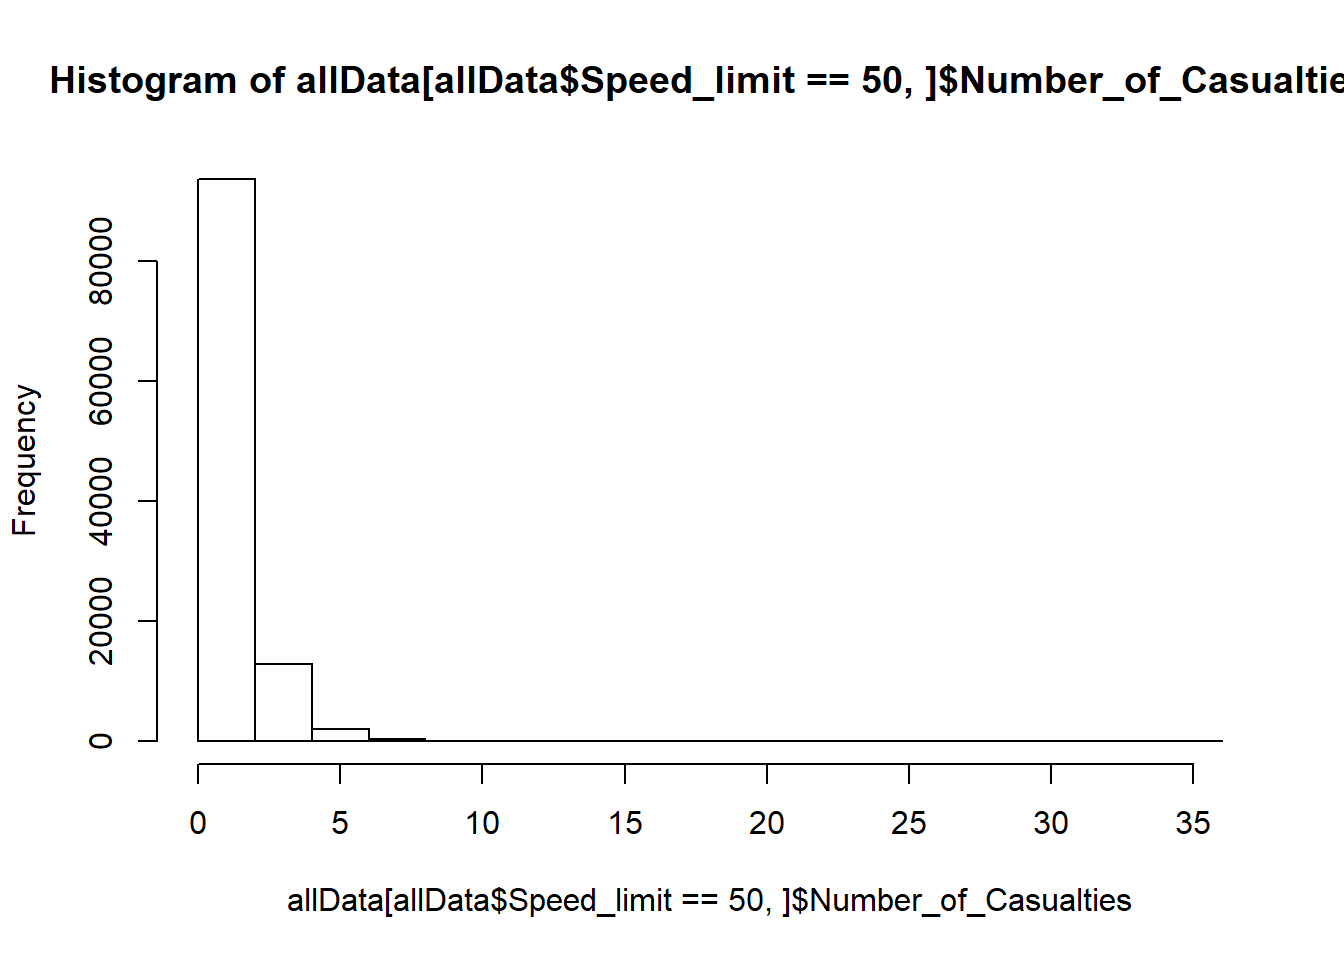 Histogram of allData[allData$Speed_limit == 50, ]$Number_of_Casualtie
Frequency
80000
60000
40000
20000
0
0 5 10 15 20 25 30 35
allData[allData$Speed_limit == 50, ]$Number_of_Casualties